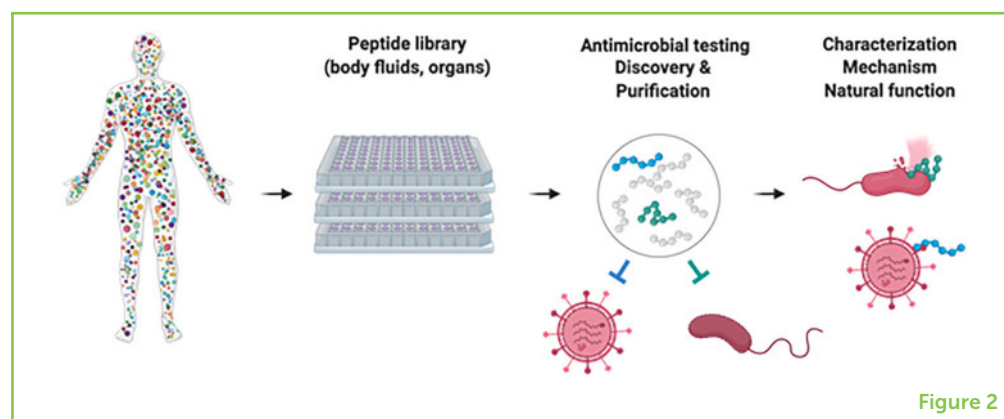 Peptide library
(body fluids, organs)
Antimicrobial testing
Discovery &
Purification
Characterization
Mechanism
Natural function
Figure 2